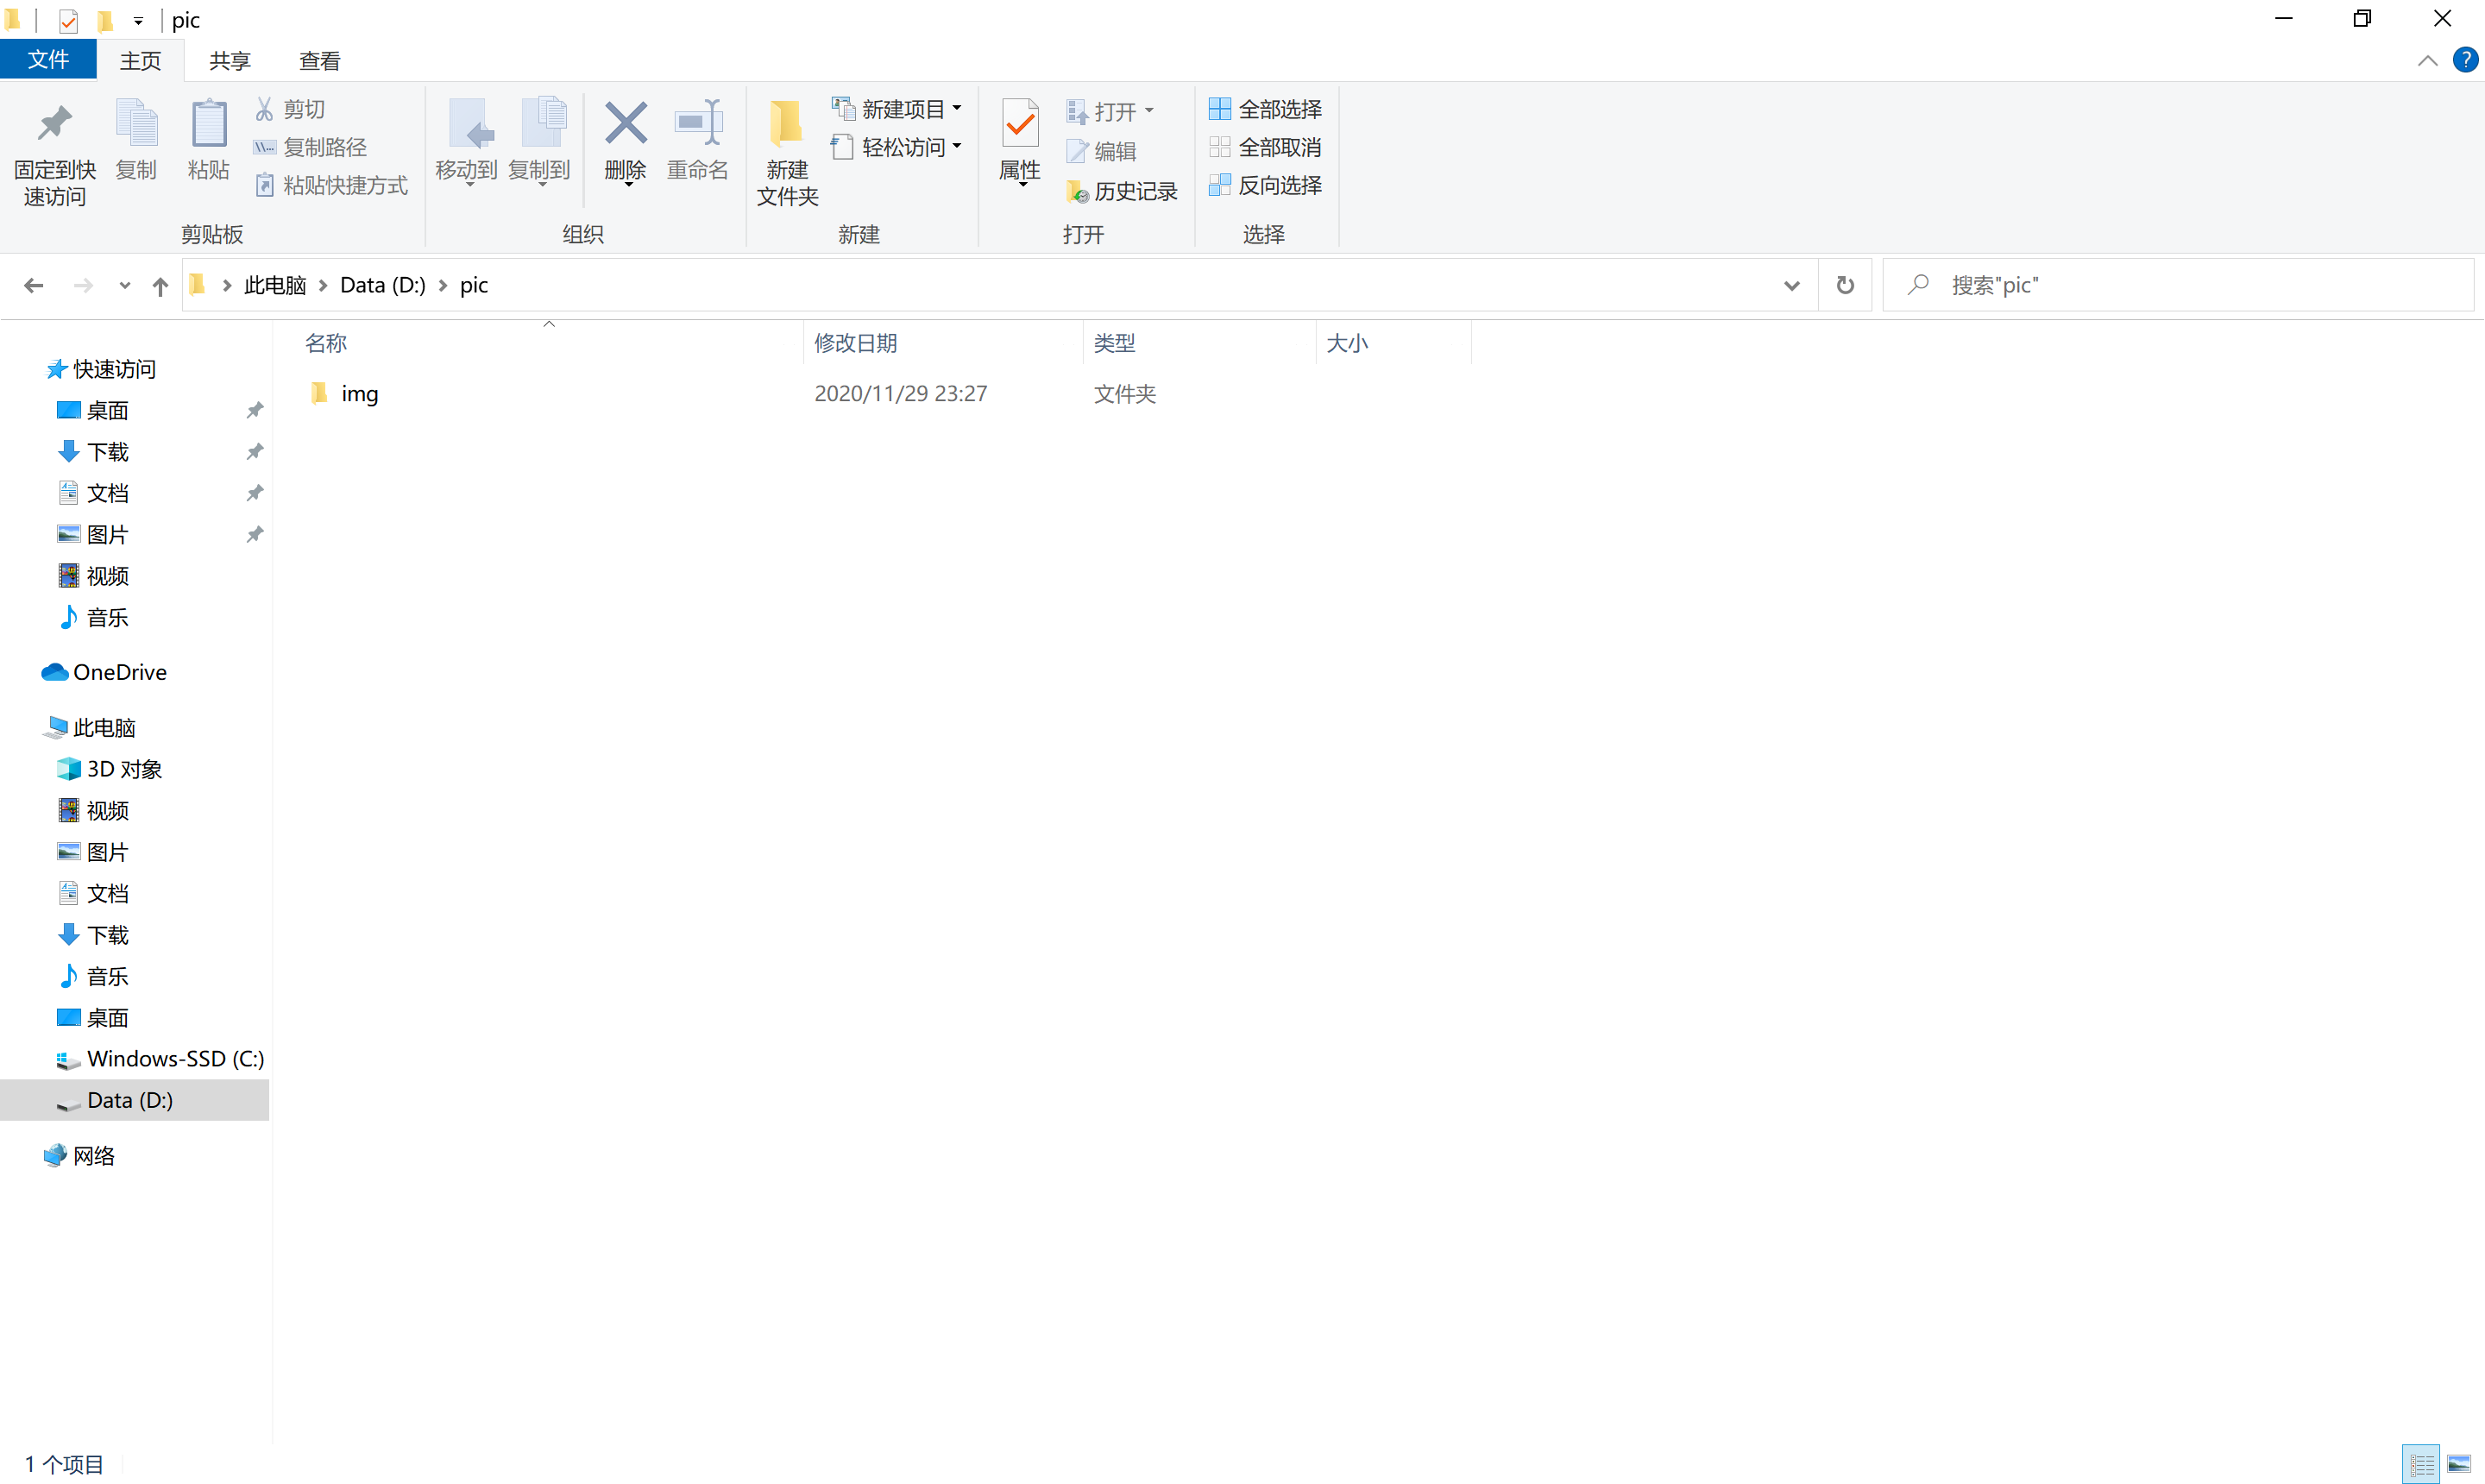 pic
文件 主页 共享 查看
固定到快速访问
复制
粘贴
剪切
复制路径
粘贴快捷方式
剪贴板
移动到
复制到
删除
重命名
组织
新建文件夹
新建项目
轻松访问
新建
属性
打开
编辑
历史记录
打开
全部选择
全部取消
反向选择
选择
此电脑 Data (D:) pic
搜索"pic"
名称 修改日期 类型 大小
img 2020/11/29 23:27 文件夹
快速访问
桌面
下载
文档
图片
视频
音乐
OneDrive
此电脑
3D 对象
视频
图片
文档
下载
音乐
桌面
Windows-SSD (C:)
Data (D:)
网络
1 个项目